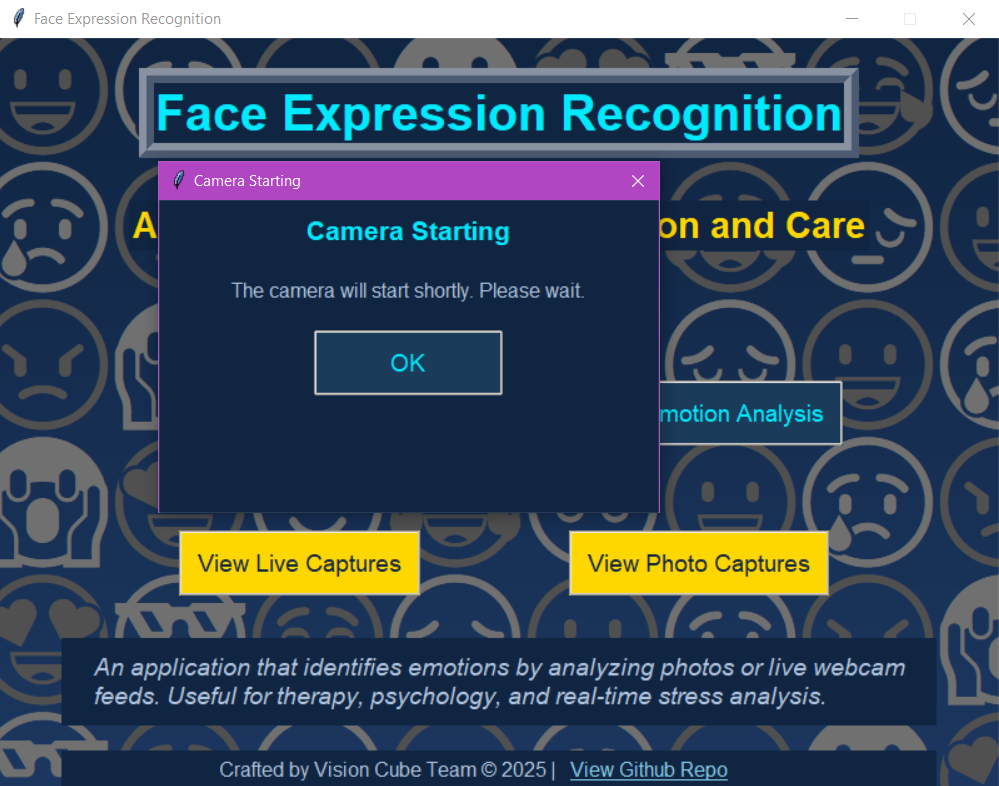 Face Expression Recognition
Face Expression Recognition
Camera Starting
A on and Care
Camera Starting
The camera will start shortly. Please wait.
OK
motion Analysis
View Live Captures
View Photo Captures
An application that identifies emotions by analyzing photos or live webcam
feeds. Useful for therapy, psychology, and real-time stress analysis.
Crafted by Vision Cube Team © 2025 | View Github Repo